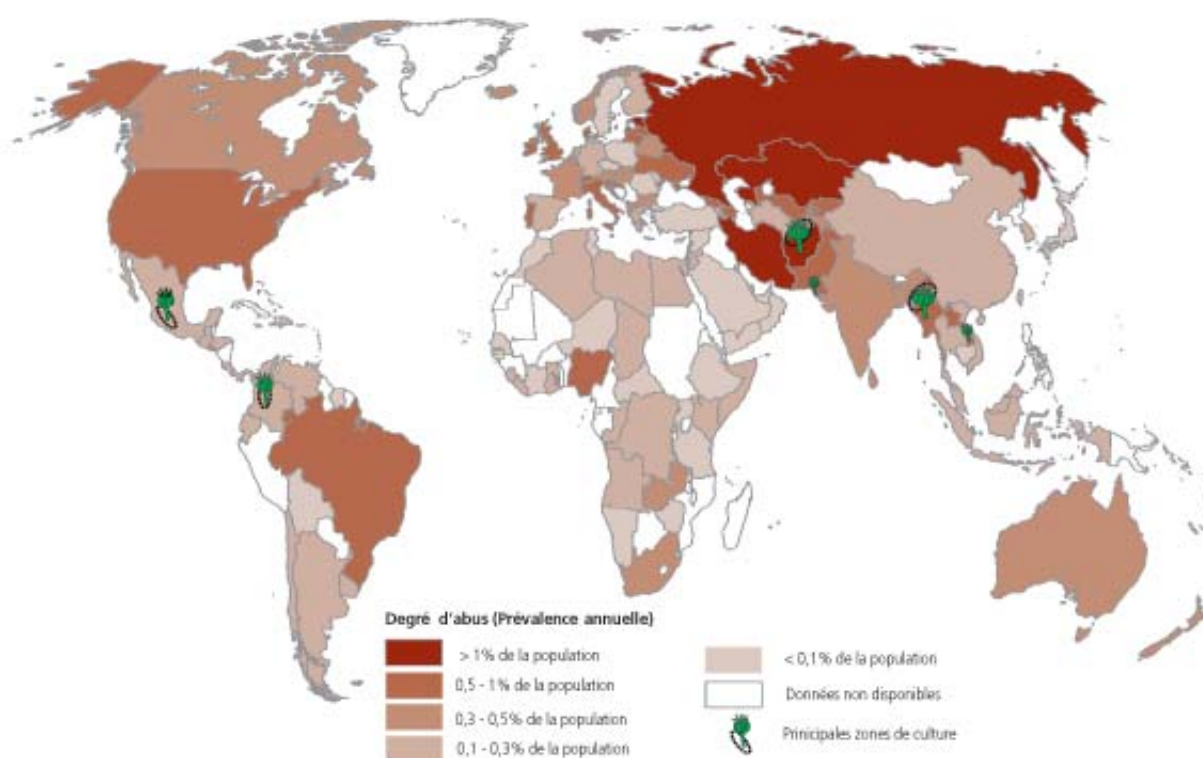 Degré d'abus (Prévalence annuelle)
> 1% de la population
0,5 - 1% de la population
0,3 - 0,5% de la population
0,1 - 0,3% de la population
< 0,1% de la population
Données non disponibles
Prinicipales zones de culture